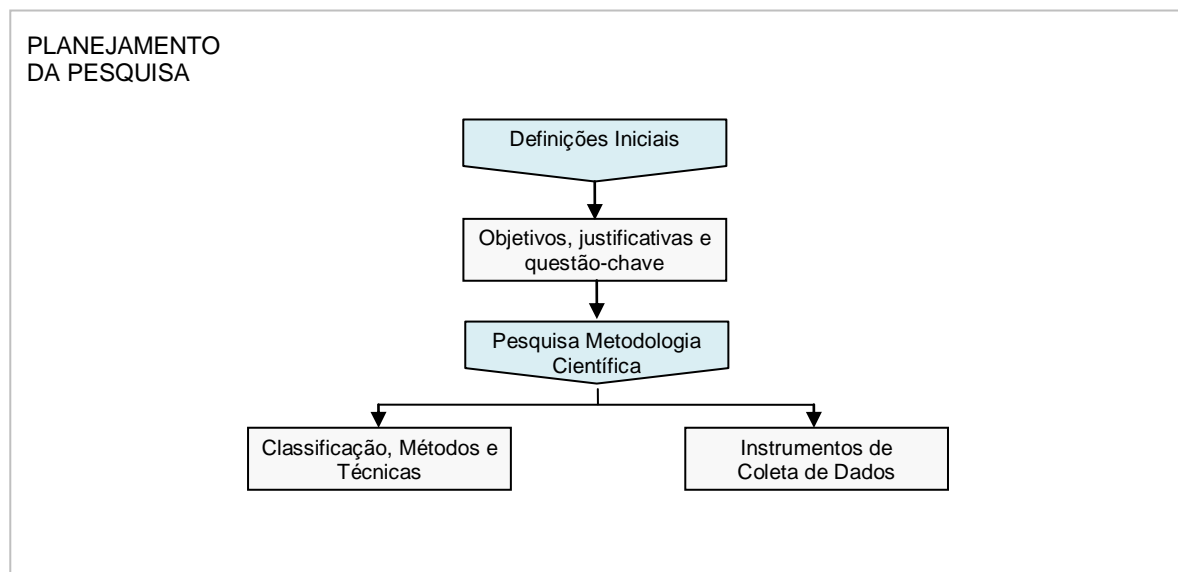 PLANEJAMENTO
DA PESQUISA
Definições Iniciais
Objetivos, justificativas e
questão-chave
Pesquisa Metodologia
Científica
Classificação, Métodos e
Técnicas
Instrumentos de
Coleta de Dados